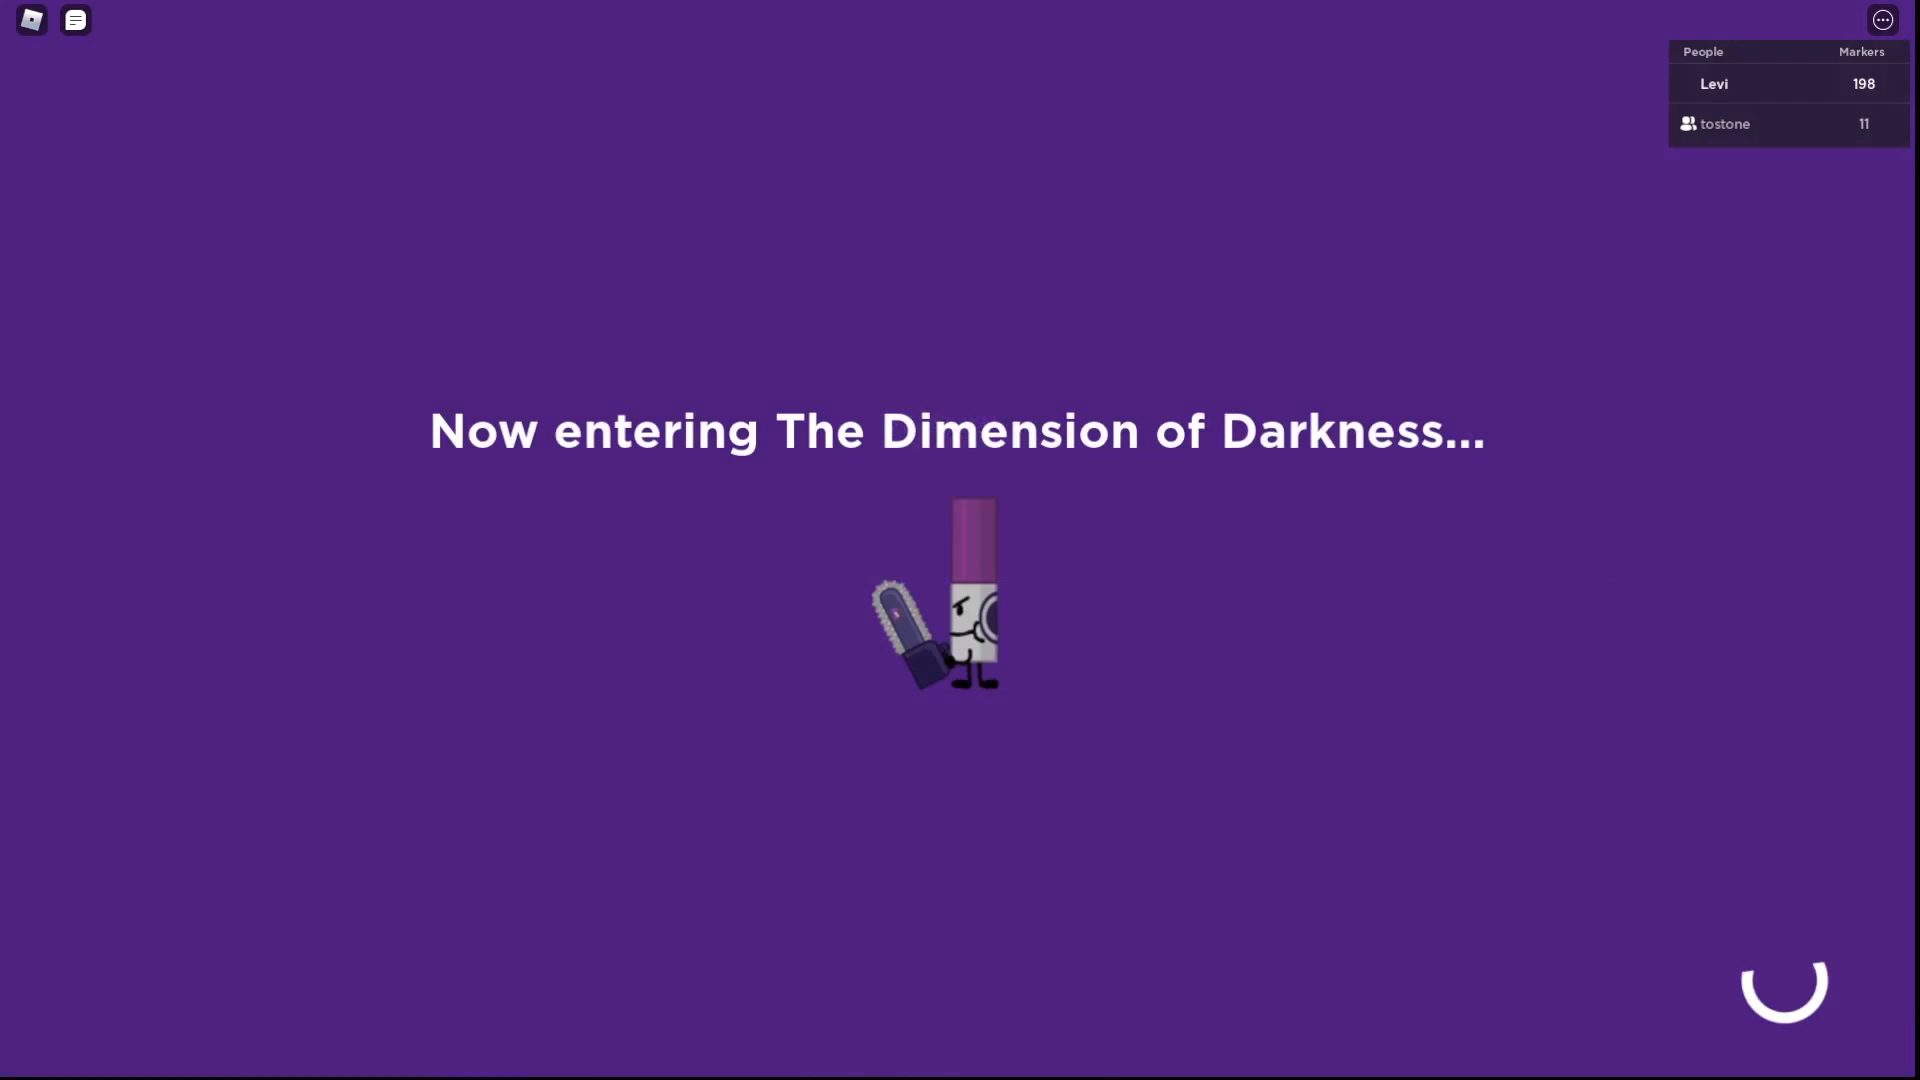 People Markers
Levi 198
tostone 11
Now entering The Dimension of Darkness...